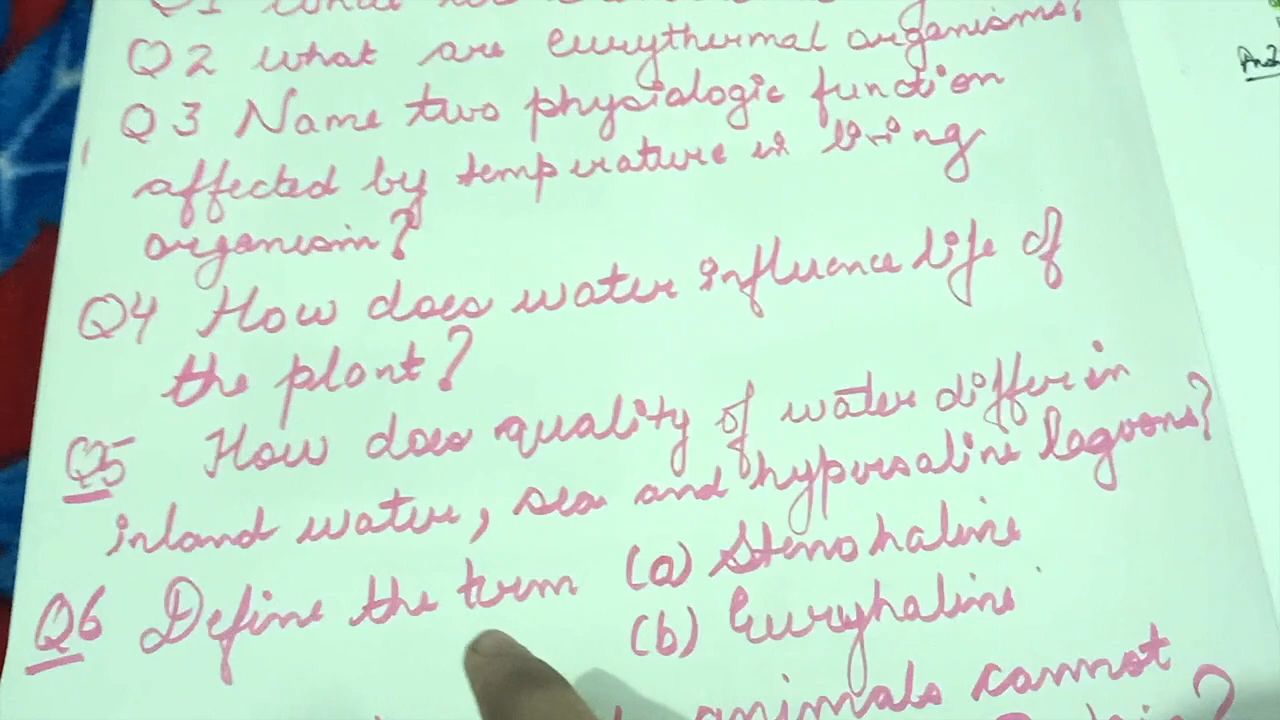 Q2 what are eurythermal organisms?
Q3 Name two physialogic function
affected by temperature in living
organism?
Q4 How does water influence life of
the plant?
Q5 How does quality of water differ in
inland water, sea and hypersaline lagoons?
Q6 Define the term (a) Stenohaline
(b) Euryhaline
animals cannot
Ans